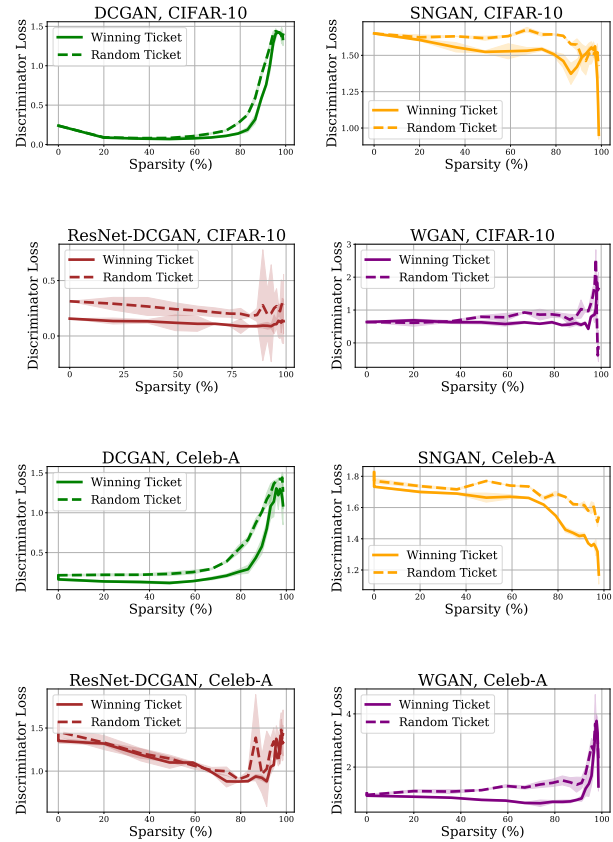 DCGAN, CIFAR-10
Discriminator Loss
1.5
1.0
0.5
0.0
Winning Ticket
Random Ticket
0 20 40 60 80 100
Sparsity (%)
SNGAN, CIFAR-10
Discriminator Loss
1.50
1.25
1.00
Winning Ticket
Random Ticket
0 20 40 60 80 100
Sparsity (%)
ResNet-DCGAN, CIFAR-10
Discriminator Loss
0.5
0.0
Winning Ticket
Random Ticket
0 25 50 75 100
Sparsity (%)
WGAN, CIFAR-10
Discriminator Loss
3
2
1
0
Winning Ticket
Random Ticket
0 20 40 60 80 100
Sparsity (%)
DCGAN, Celeb-A
Discriminator Loss
1.5
1.0
0.5
Winning Ticket
Random Ticket
0 20 40 60 80 100
Sparsity (%)
SNGAN, Celeb-A
Discriminator Loss
1.8
1.6
1.4
1.2
Winning Ticket
Random Ticket
0 20 40 60 80 100
Sparsity (%)
ResNet-DCGAN, Celeb-A
Discriminator Loss
1.5
1.0
Winning Ticket
Random Ticket
0 20 40 60 80 100
Sparsity (%)
WGAN, Celeb-A
Discriminator Loss
4
2
Winning Ticket
Random Ticket
0 20 40 60 80 100
Sparsity (%)